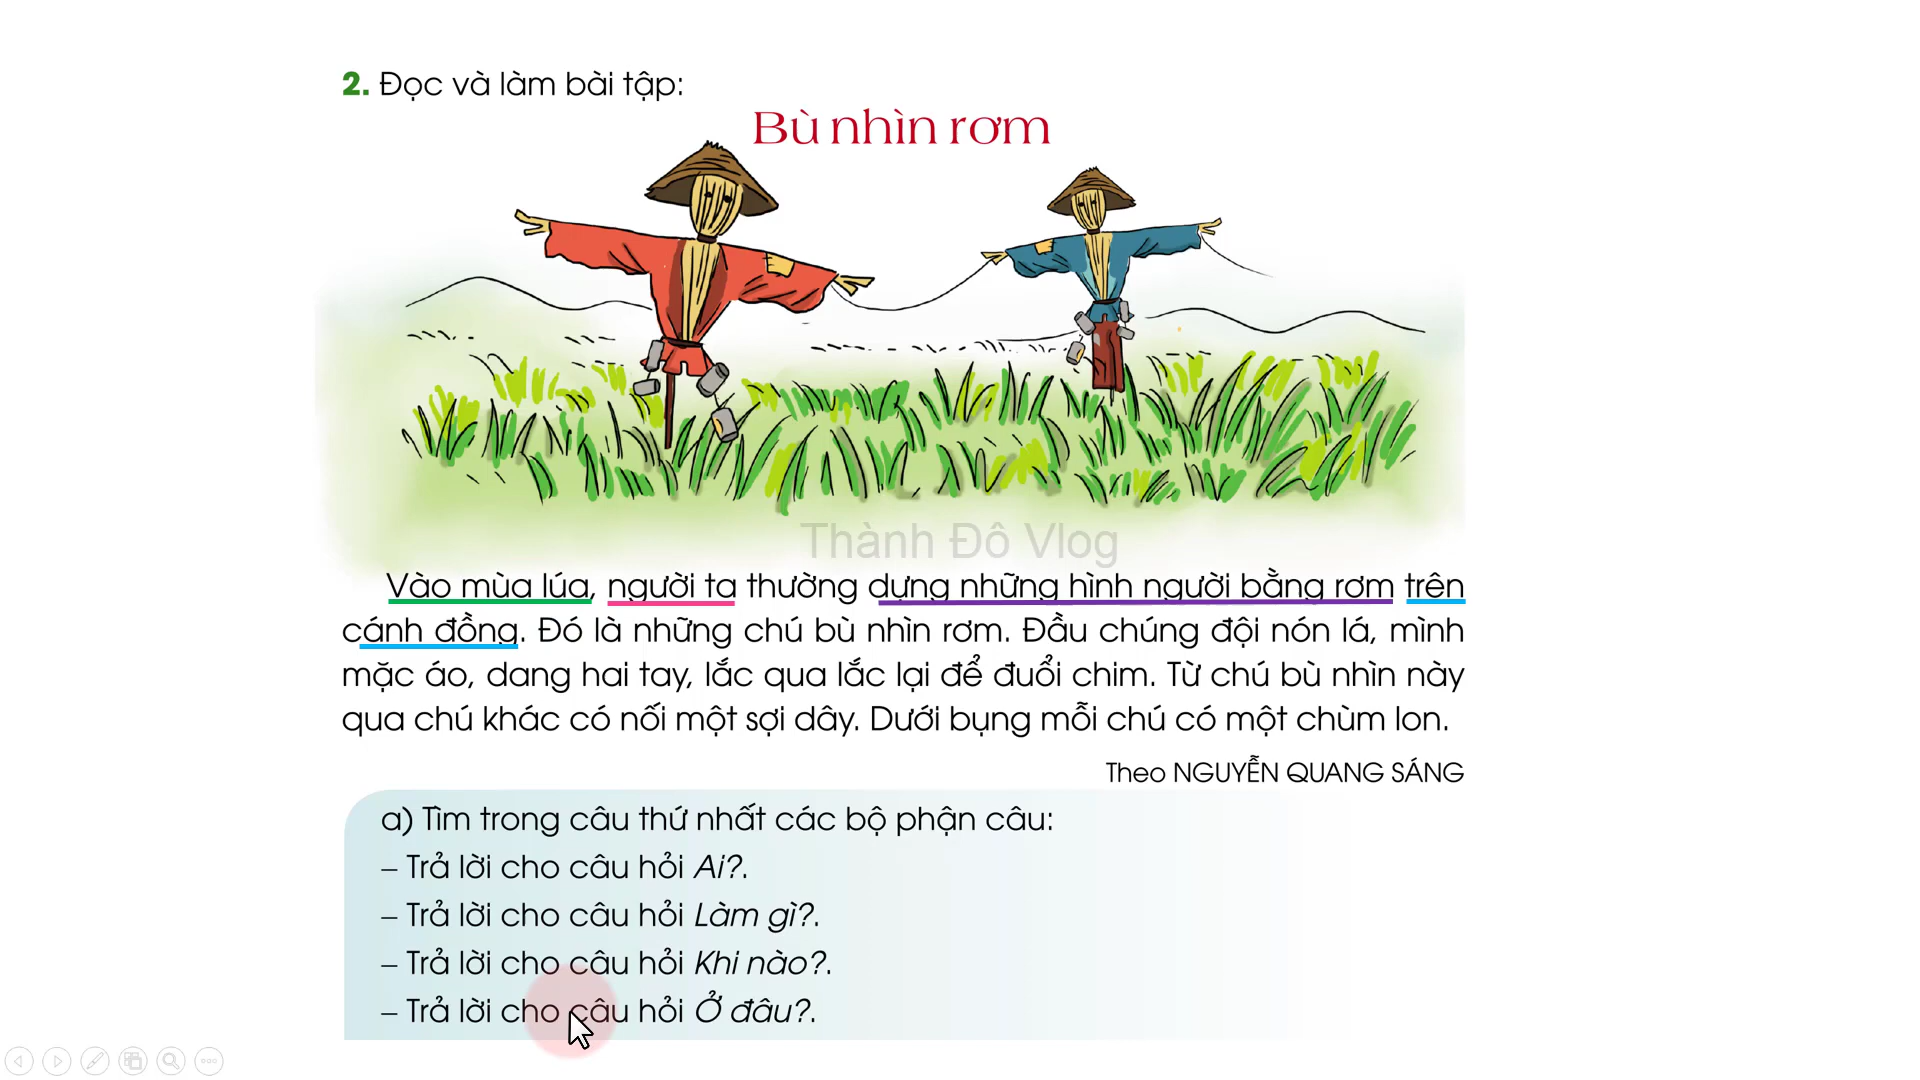 2. Đọc và làm bài tập:
Bù nhìn rơm
Thành Đô Vlog
Vào mùa lúa, người ta thường dựng những hình người bằng rơm trên
cánh đồng. Đó là những chú bù nhìn rơm. Đầu chúng đội nón lá, mình
mặc áo, dang hai tay, lắc qua lắc lại để đuổi chim. Từ chú bù nhìn này
qua chú khác có nối một sợi dây. Dưới bụng mỗi chú có một chùm lon.
Theo NGUYỄN QUANG SÁNG
a) Tìm trong câu thứ nhất các bộ phận câu:
– Trả lời cho câu hỏi Ai?.
– Trả lời cho câu hỏi Làm gì?.
– Trả lời cho câu hỏi Khi nào?.
– Trả lời cho câu hỏi Ở đâu?.